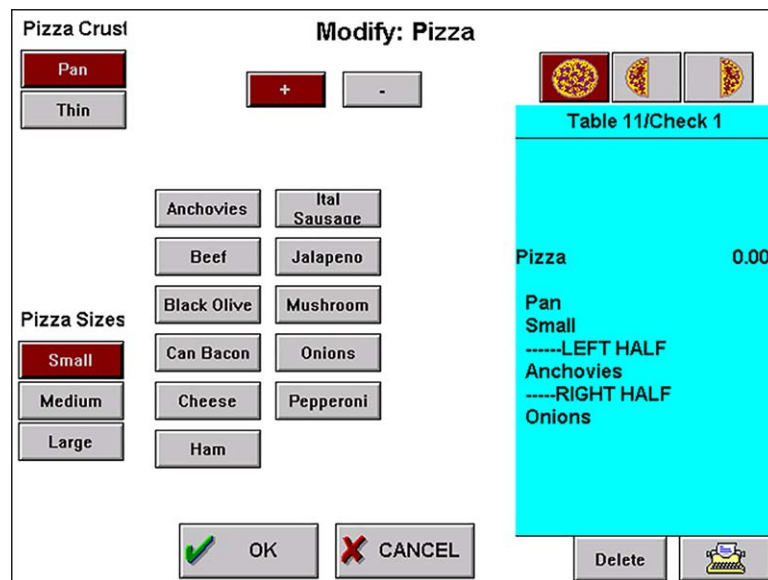 Pizza Crust
Modify: Pizza
Pan
Thin
+
-
Table 11/Check 1
Anchovies
Ital
Sausage
Beef
Jalapeno
Black Olive
Mushroom
Can Bacon
Onions
Cheese
Pepperoni
Ham
Pizza Sizes
Small
Medium
Large
Pizza 0.00
Pan
Small
------LEFT HALF
Anchovies
-----RIGHT HALF
Onions
OK
CANCEL
Delete